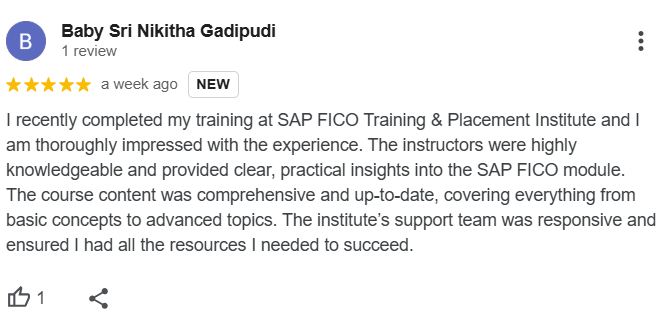 B
Baby Sri Nikitha Gadipudi
1 review
a week ago NEW
I recently completed my training at SAP FICO Training & Placement Institute and I
am thoroughly impressed with the experience. The instructors were highly
knowledgeable and provided clear, practical insights into the SAP FICO module.
The course content was comprehensive and up-to-date, covering everything from
basic concepts to advanced topics. The institute’s support team was responsive and
ensured I had all the resources I needed to succeed.
1